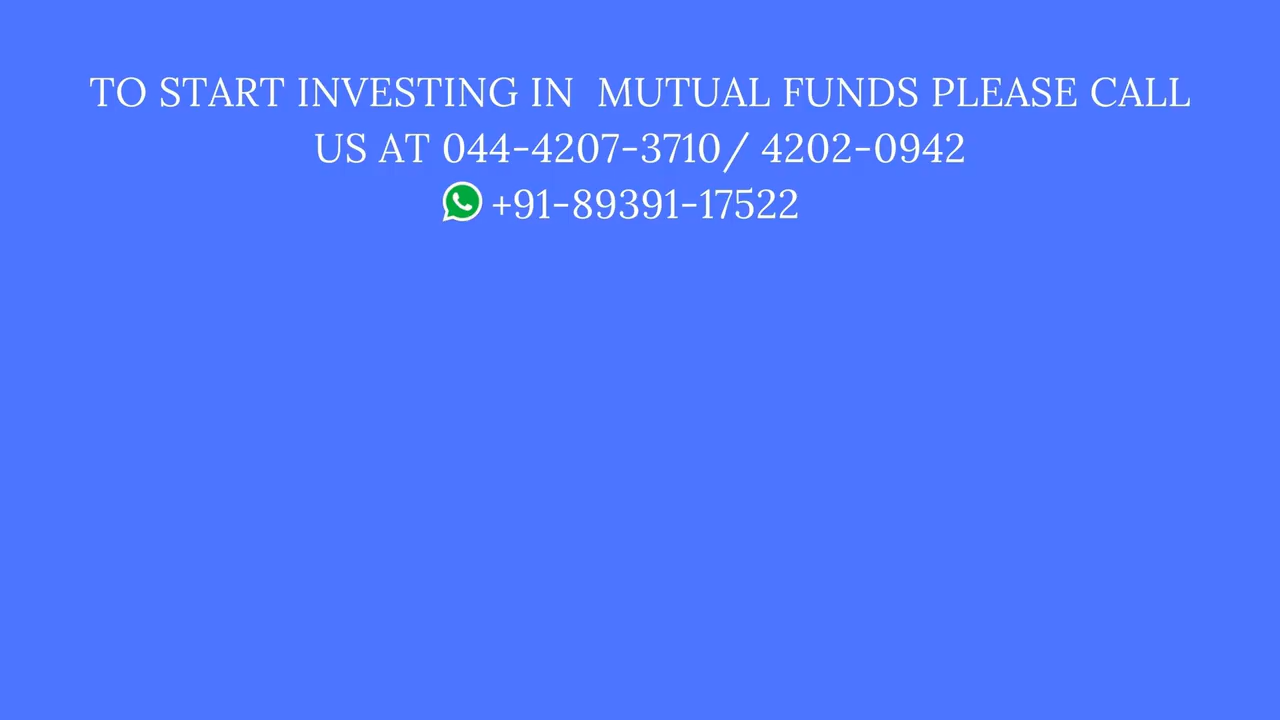 TO START INVESTING IN  MUTUAL FUNDS PLEASE CALL
US AT 044-4207-3710/ 4202-0942
+91-89391-17522